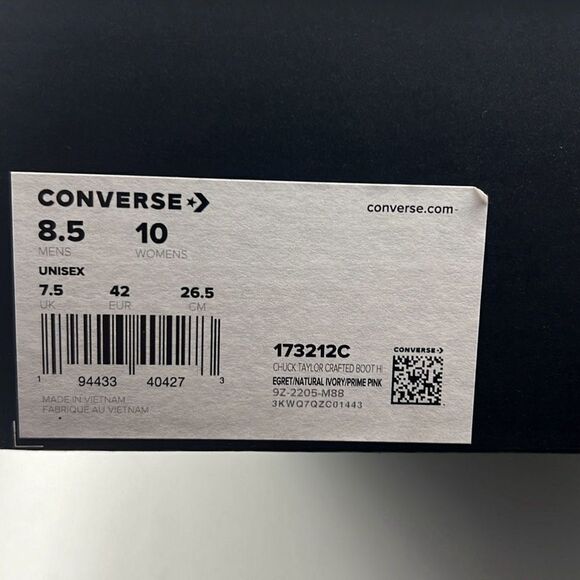 CONVERSE
converse.com
8.5 10
MENS WOMENS
UNISEX
7.5 42 26.5
UK EUR CM
1 94433 40427 3
MADE IN VIETNAM
FABRIQUE AU VIETNAM
173212C
CHUCK TAYLOR CRAFTED BOOT HI
EGRET/NATURAL IVORY/PRIME PINK
9Z-2205-M88
3KWQ7QZC01443
CONVERSE